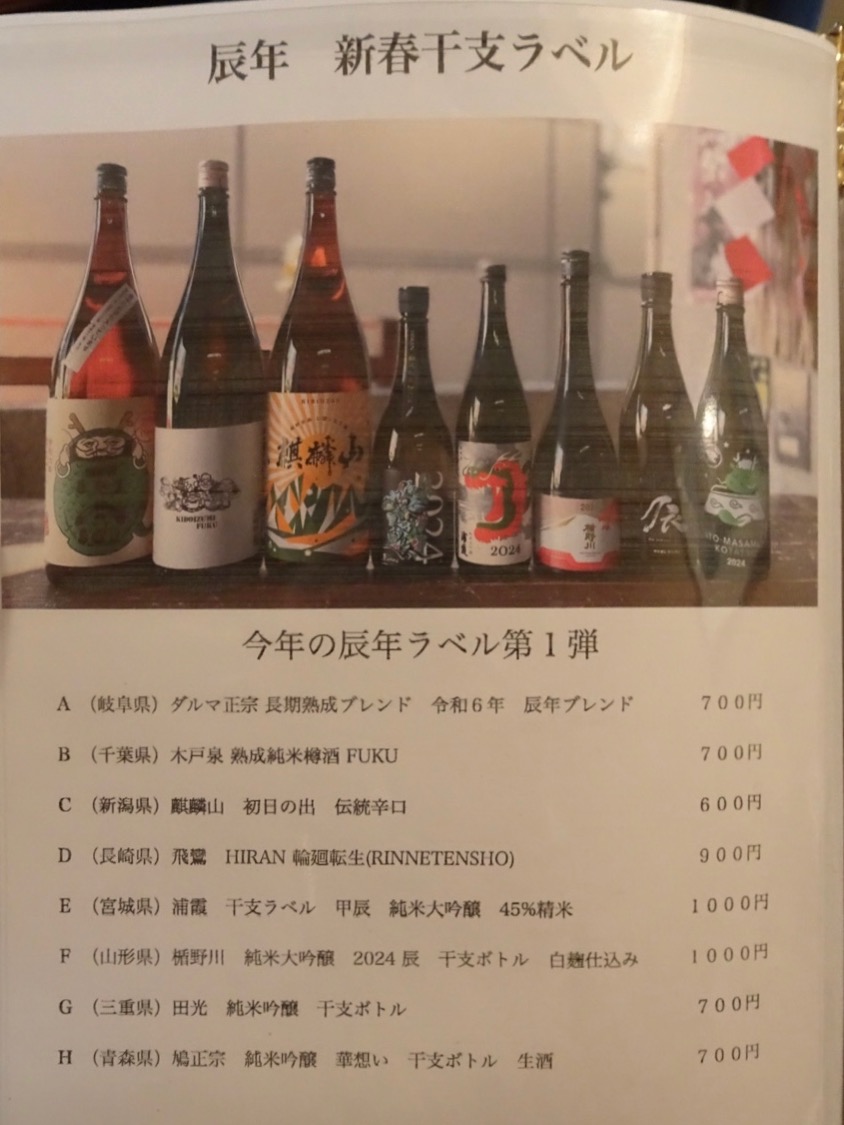 辰年　新春干支ラベル
麒麟山
KIDOIZUMI
FUKU
2024
2024
楯野川
辰
2024
今年の辰年ラベル第１弾
A （岐阜県）ダルマ正宗 長期熟成ブレンド　令和６年　辰年ブレンド　７００円
B （千葉県）木戸泉 熟成純米樽酒 FUKU　７００円
C （新潟県）麒麟山　初日の出　伝統辛口　６００円
D （長崎県）飛鸞　HIRAN 輪廻転生(RINNETENSHO)　９００円
E （宮城県）浦霞　干支ラベル　甲辰　純米大吟醸　45%精米　１０００円
F （山形県）楯野川　純米大吟醸　2024 辰　干支ボトル　白麹仕込み　１０００円
G （三重県）田光　純米吟醸　干支ボトル　７００円
H （青森県）鳩正宗　純米吟醸　華想い　干支ボトル　生酒　７００円